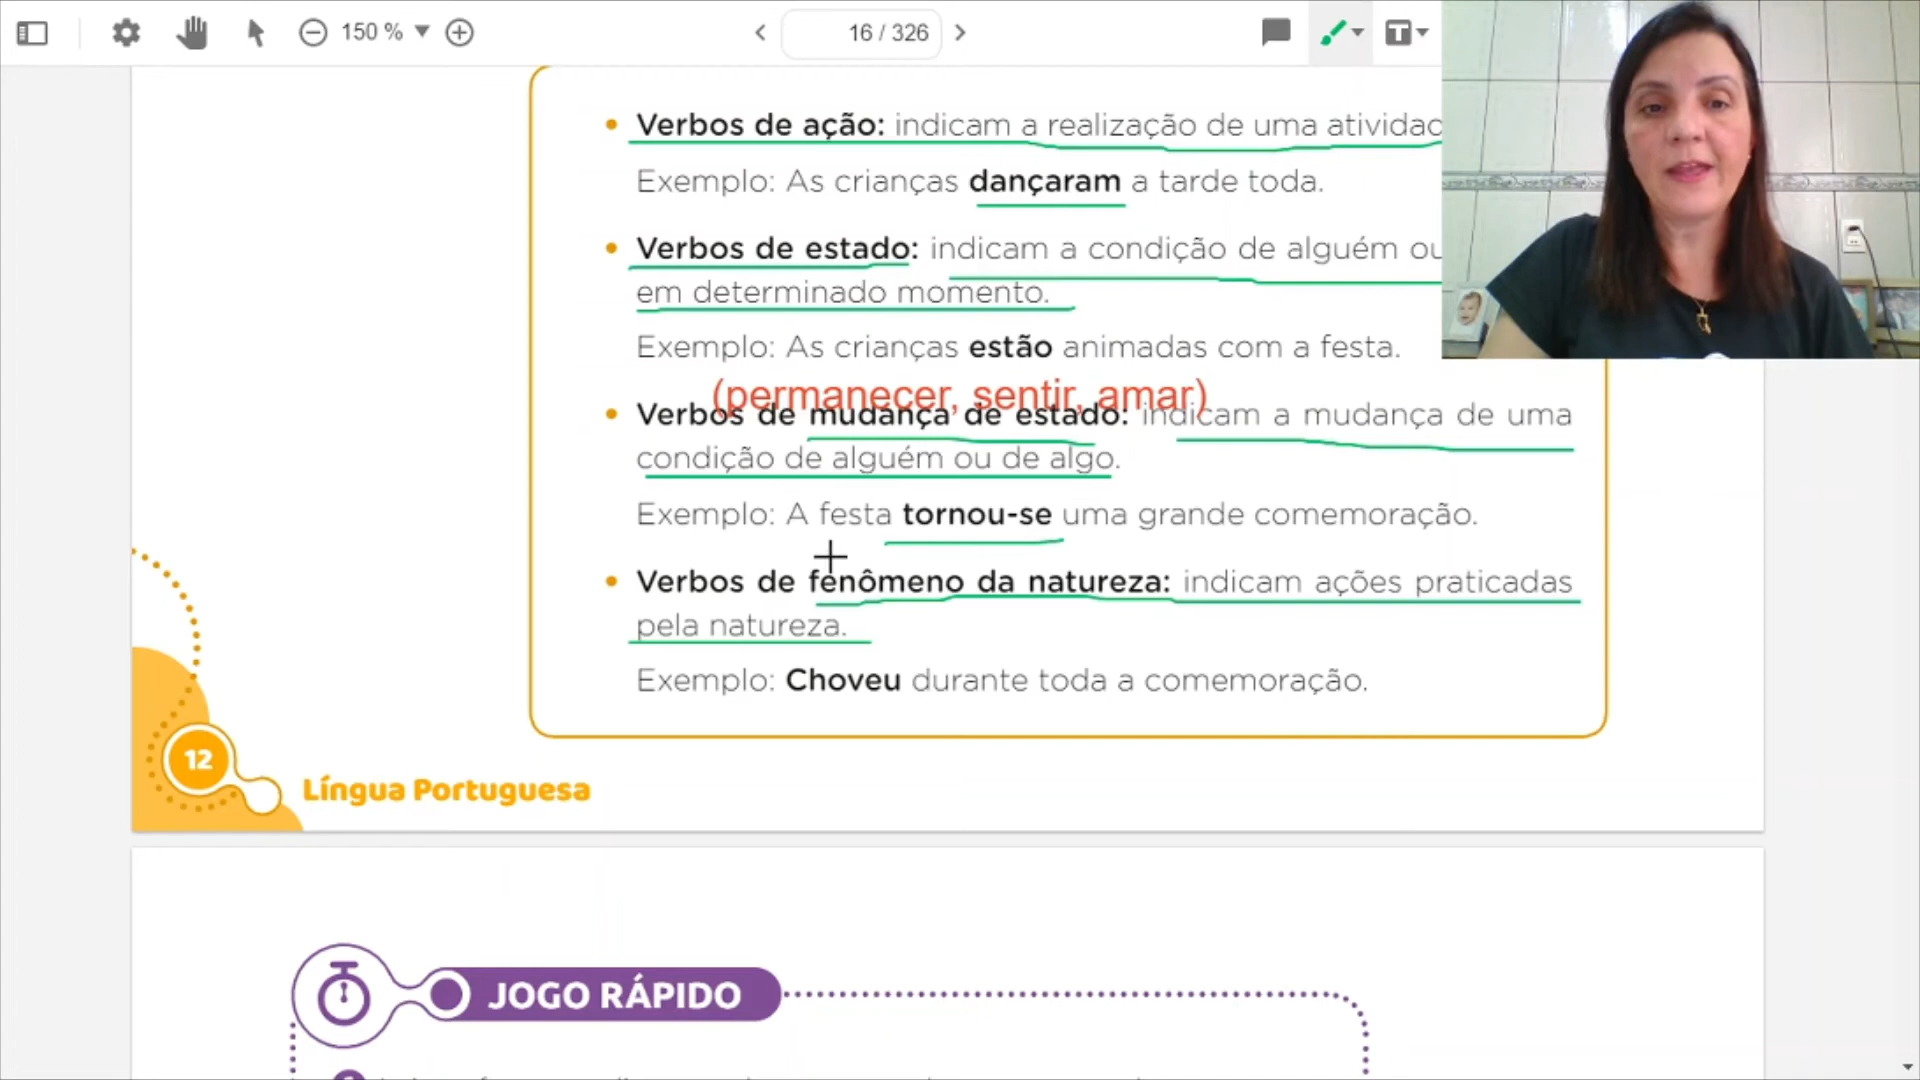 150 %
16 / 326
Verbos de ação: indicam a realização de uma
Exemplo: As crianças dançaram a tarde toda.
Verbos de estado: indicam a condição de alguém ou
em determinado momento.
Exemplo: As crianças estão animadas com a festa.
(permanecer, sentir, amar)
Verbos de mudança de estado: indicam a mudança de uma
condição de alguém ou de algo.
Exemplo: A festa tornou-se uma grande comemoração.
Verbos de fenômeno da natureza: indicam ações praticadas
pela natureza.
Exemplo: Choveu durante toda a comemoração.
12
Língua Portuguesa
JOGO RÁPIDO